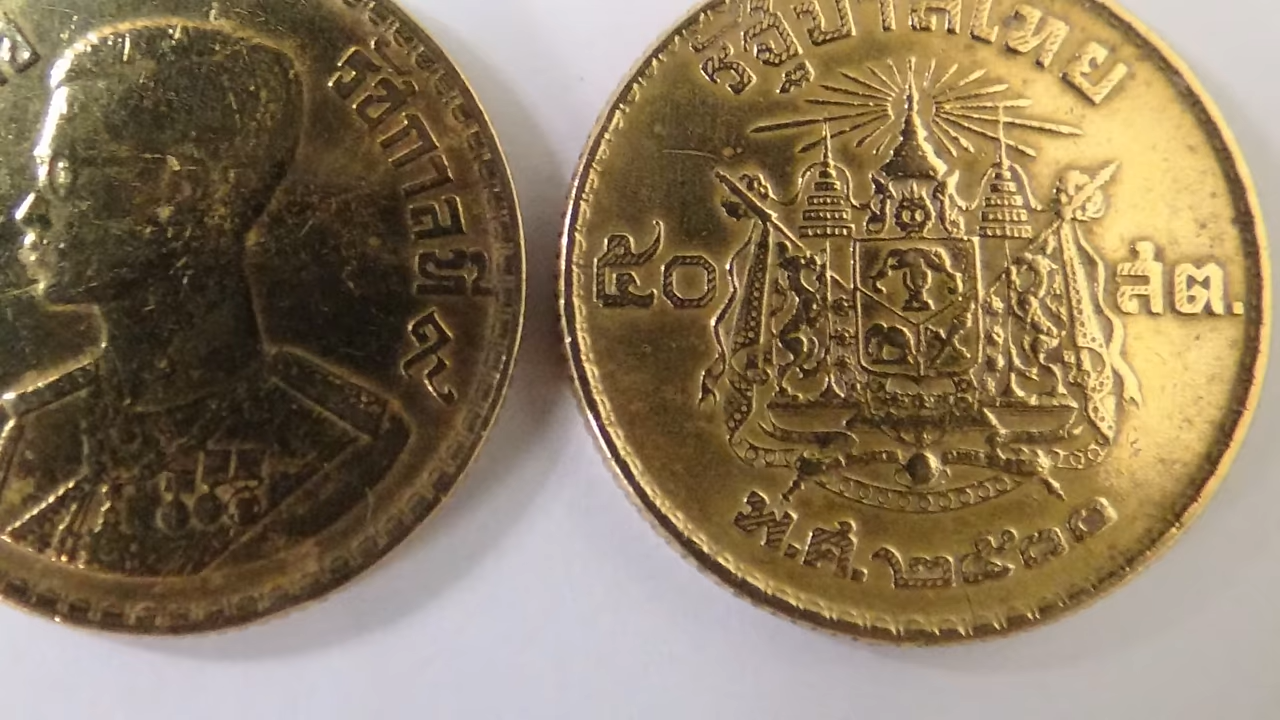 รัชกาลที่ ๙
รัฐบาลไทย
๕๐ สต.
พ.ศ. ๒๕๐๐